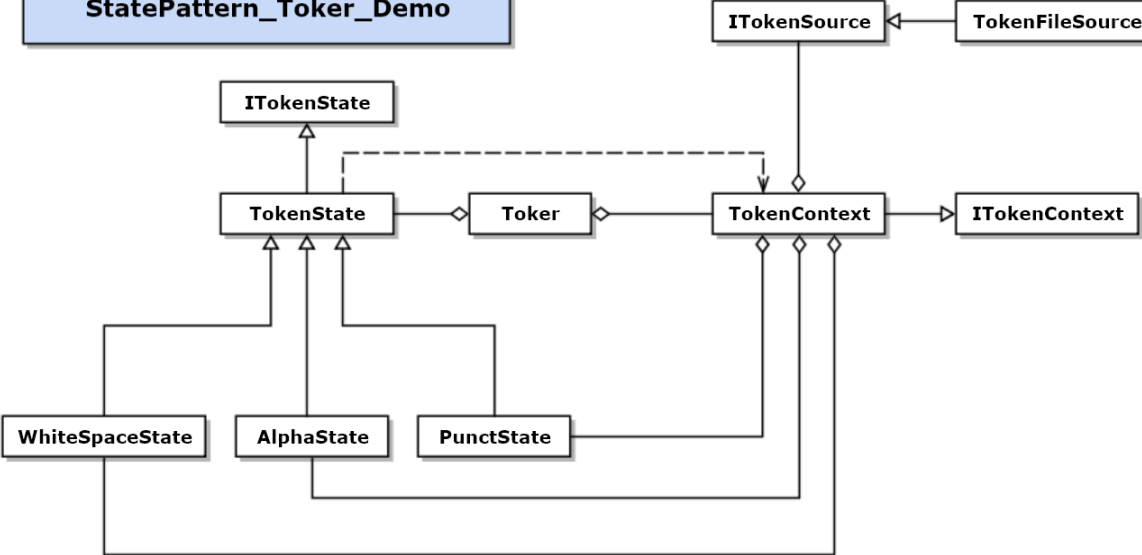 StatePattern_Toker_Demo
ITokenSource
TokenFileSource
ITokenState
TokenState
Toker
TokenContext
ITokenContext
WhiteSpaceState
AlphaState
PunctState